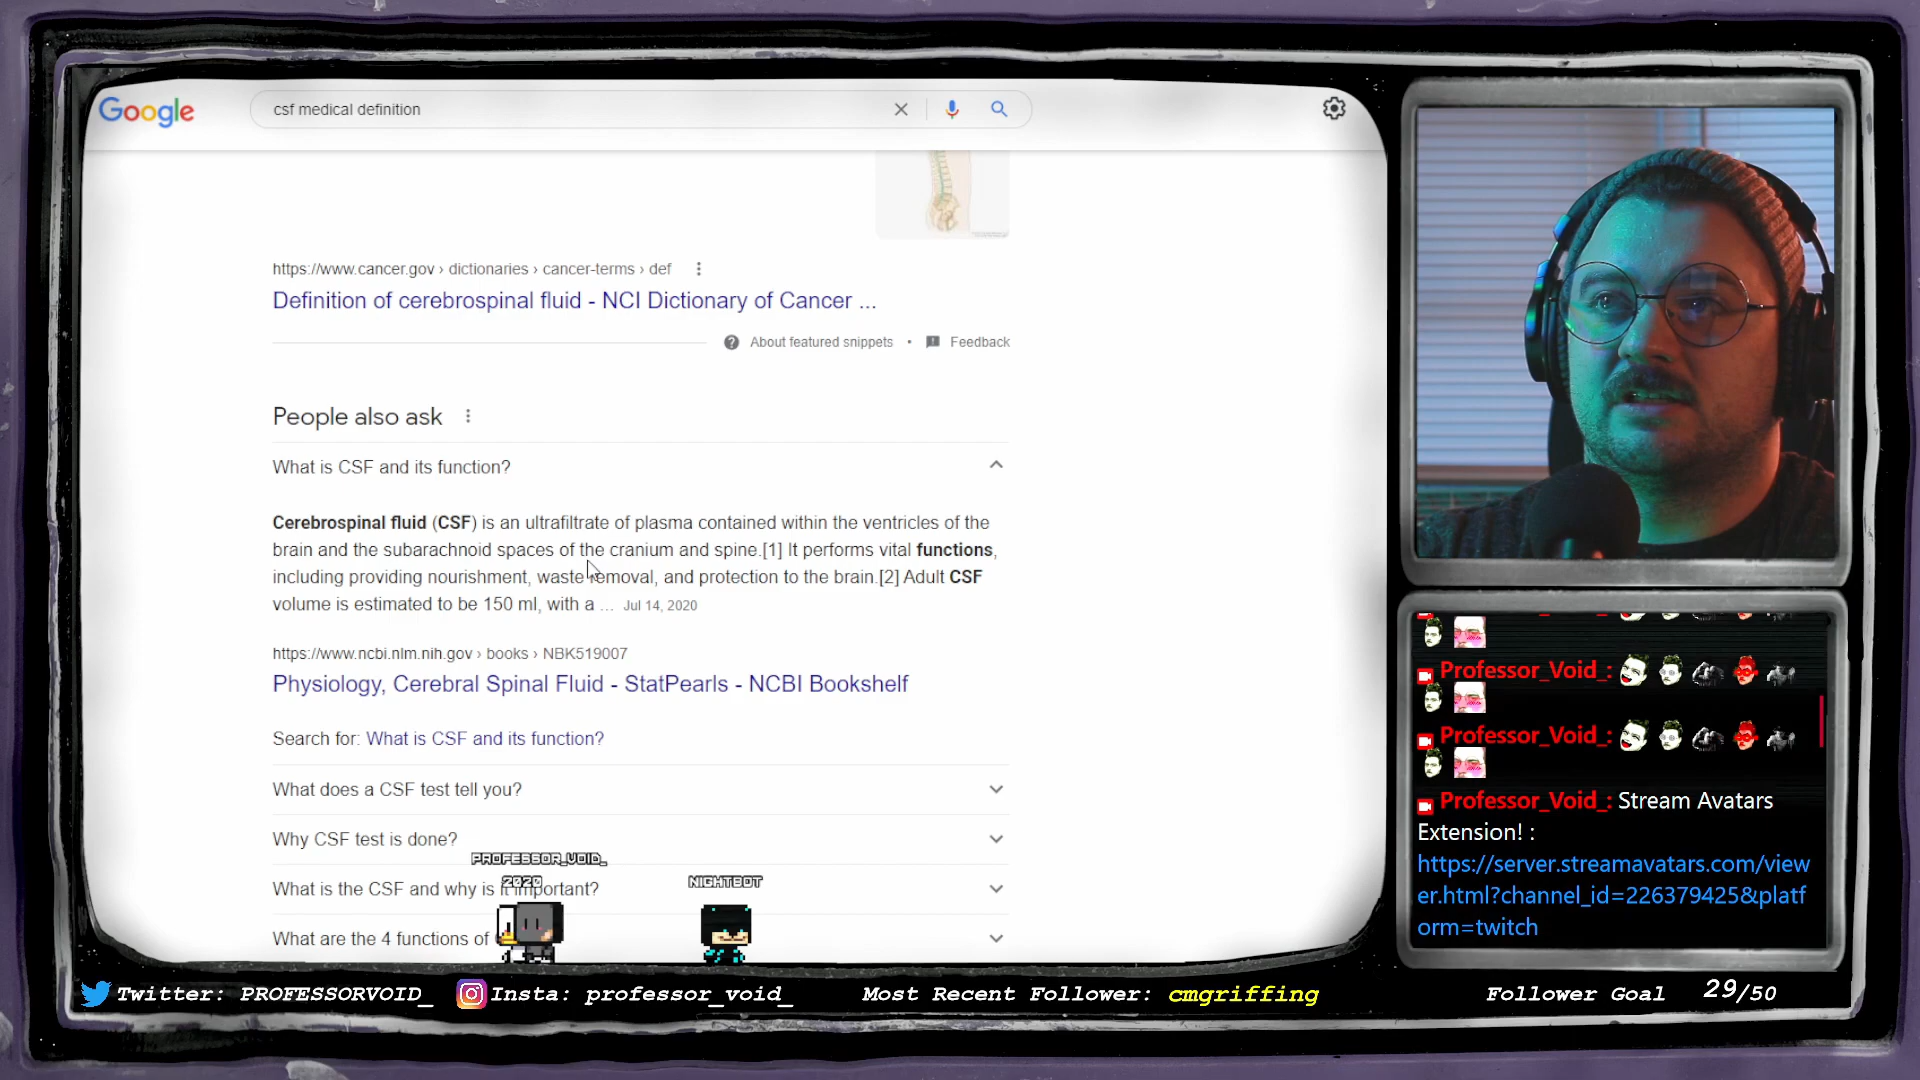 Google
csf medical definition
https://www.cancer.gov › dictionaries › cancer-terms › def
Definition of cerebrospinal fluid - NCI Dictionary of Cancer ...
About featured snippets • Feedback
People also ask
What is CSF and its function?
Cerebrospinal fluid (CSF) is an ultrafiltrate of plasma contained within the ventricles of the
brain and the subarachnoid spaces of the cranium and spine.[1] It performs vital functions,
including providing nourishment, waste removal, and protection to the brain.[2] Adult CSF
volume is estimated to be 150 ml, with a ... Jul 14, 2020
https://www.ncbi.nlm.nih.gov › books › NBK519007
Physiology, Cerebral Spinal Fluid - StatPearls - NCBI Bookshelf
Search for: What is CSF and its function?
What does a CSF test tell you?
Why CSF test is done?
PROFESSOR_VOID_
2020
NIGHTBOT
What is the CSF and why is it important?
What are the 4 functions of
Professor_Void_:
Professor_Void_:
Professor_Void_: Stream Avatars
Extension! :
https://server.streamavatars.com/view
er.html?channel_id=226379425&platf
orm=twitch
Twitter: PROFESSORVOID_ Insta: professor_void_ Most Recent Follower: cmgriffing Follower Goal 29/50